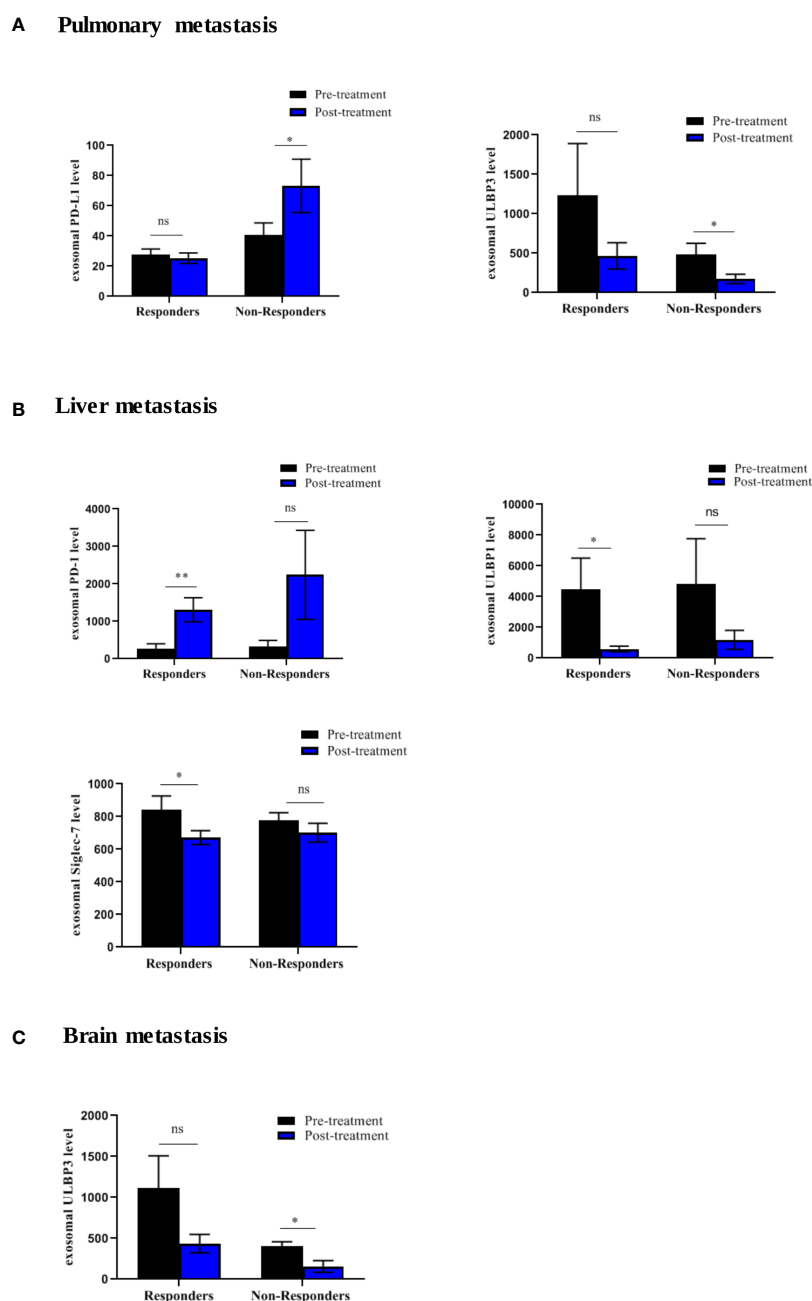 A Pulmonary metastasis
Pre-treatment
Post-treatment
exosomal PD-L1 level
100
80
60
40
20
0
ns
*
Responders Non-Responders
Pre-treatment
Post-treatment
exosomal ULBP3 level
2000
1500
1000
500
0
ns
*
Responders Non-Responders
B Liver metastasis
Pre-treatment
Post-treatment
exosomal PD-1 level
4000
3000
2000
1000
0
**
ns
Responders Non-Responders
Pre-treatment
Post-treatment
exosomal ULBP1 level
10000
8000
6000
4000
2000
0
*
ns
Responders Non-Responders
Pre-treatment
Post-treatment
exosomal Siglec-7 level
1000
800
600
400
200
0
*
ns
Responders Non-Responders
C Brain metastasis
Pre-treatment
Post-treatment
exosomal ULBP3 level
2000
1500
1000
500
0
ns
*
Responders Non-Responders